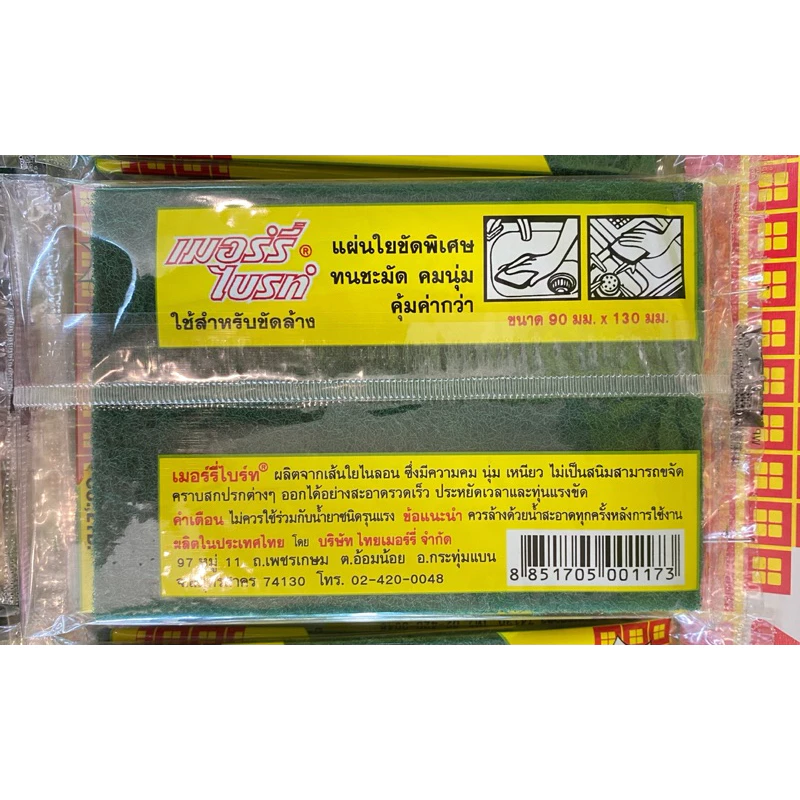 เมอร์รี่®
ไบรท์
ใช้สำหรับขัดล้าง
แผ่นใยขัดพิเศษ
ทนชะมัด คมนุ่ม
คุ้มค่ากว่า
ขนาด 90 มม. x 130 มม.
เมอร์รี่ไบร์ท® ผลิตจากเส้นใยไนลอน ซึ่งมีความคม นุ่ม เหนียว ไม่เป็นสนิมสามารถขจัด
คราบสกปรกต่างๆ ออกได้อย่างสะอาดรวดเร็ว ประหยัดเวลาและทุ่นแรงขัด
คำเตือน ไม่ควรใช้ร่วมกับน้ำยาชนิดรุนแรง ข้อแนะนำ ควรล้างด้วยน้ำสะอาดทุกครั้งหลังการใช้งาน
ผลิตในประเทศไทย โดย บริษัท ไทยเมอร์รี่ จำกัด
97 หมู่ 11 ถ.เพชรเกษม ต.อ้อมน้อย อ.กระทุ่มแบน
74130 โทร. 02-420-0048
8 851705 001173